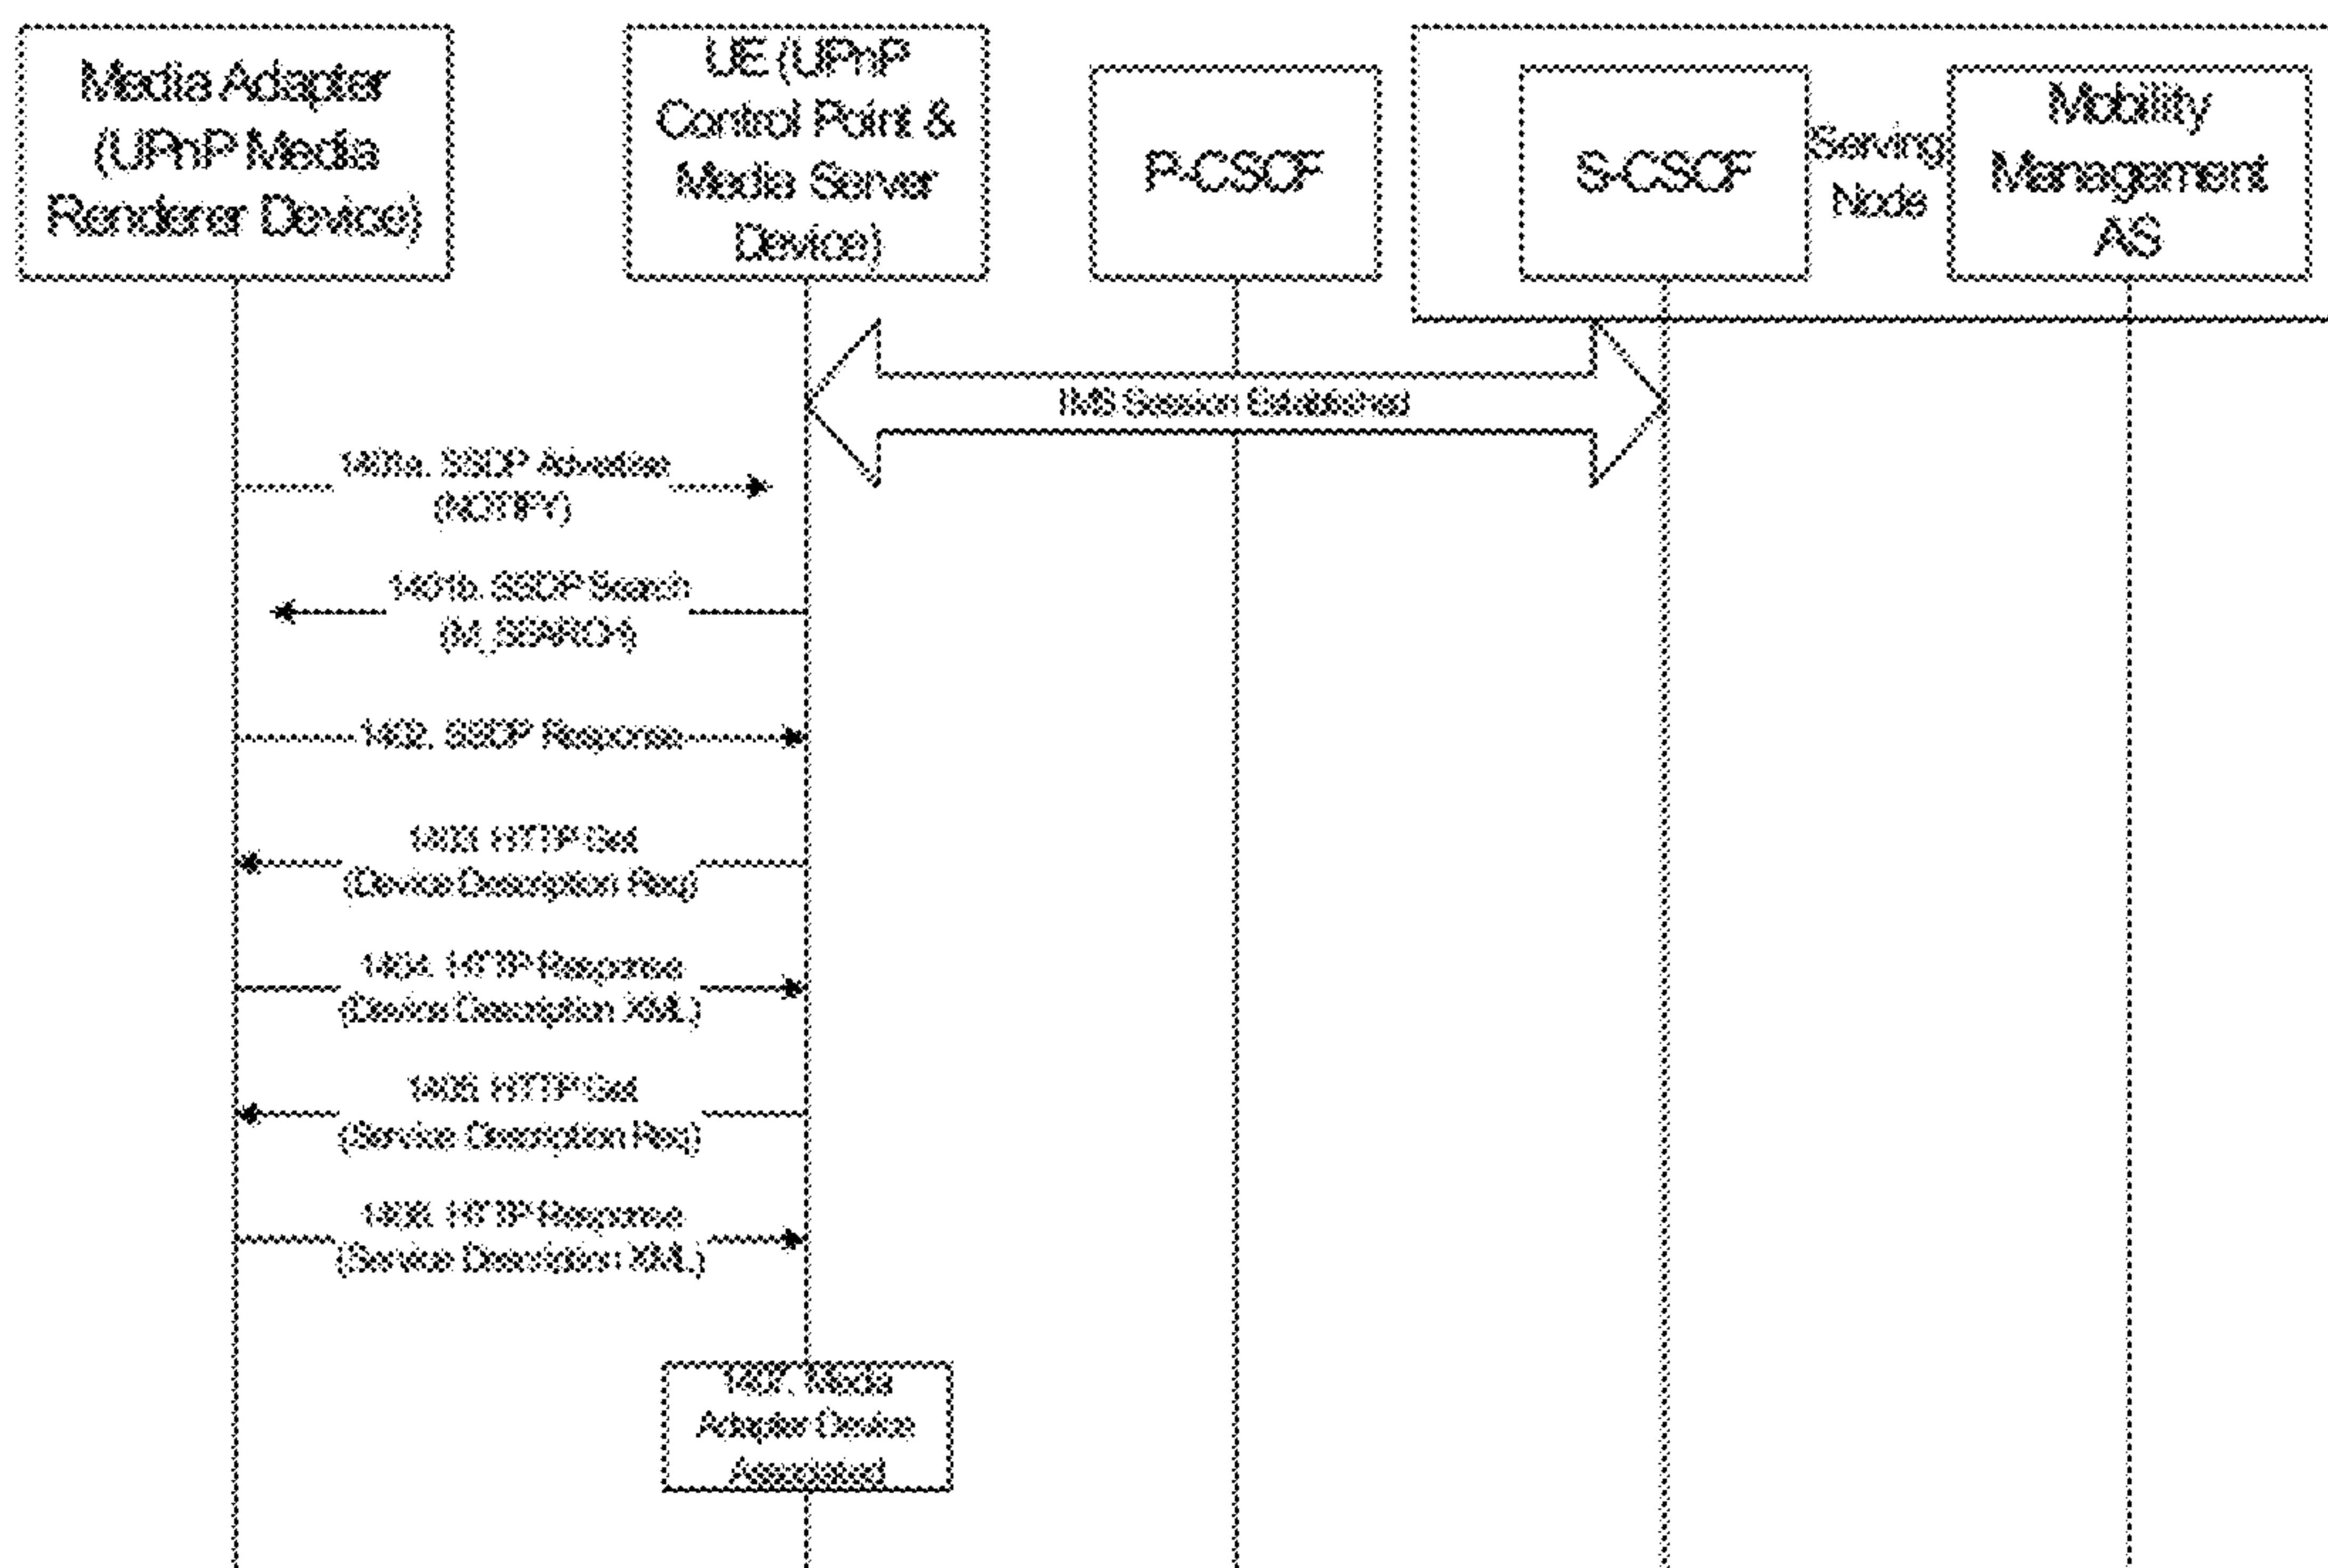 Media Adapter
(UPnP Media
Renderer Device)
UE (UPnP
Control Point &
Media Server
Device)
P-CSCF
S-CSCF
Serving
Node
Mobility
Management
AS
IMS Session Established
1401a. SSDP Advertise
(NOTIFY)
1401b. SSDP Search
(M_SEARCH)
1402. SSDP Response
1403. HTTP Get
(Device Description Req)
1404. HTTP Response
(Device Description XML)
1405. HTTP Get
(Service Description Req)
1406. HTTP Response
(Service Description XML)
1407. Media
Adapter Device
Associated